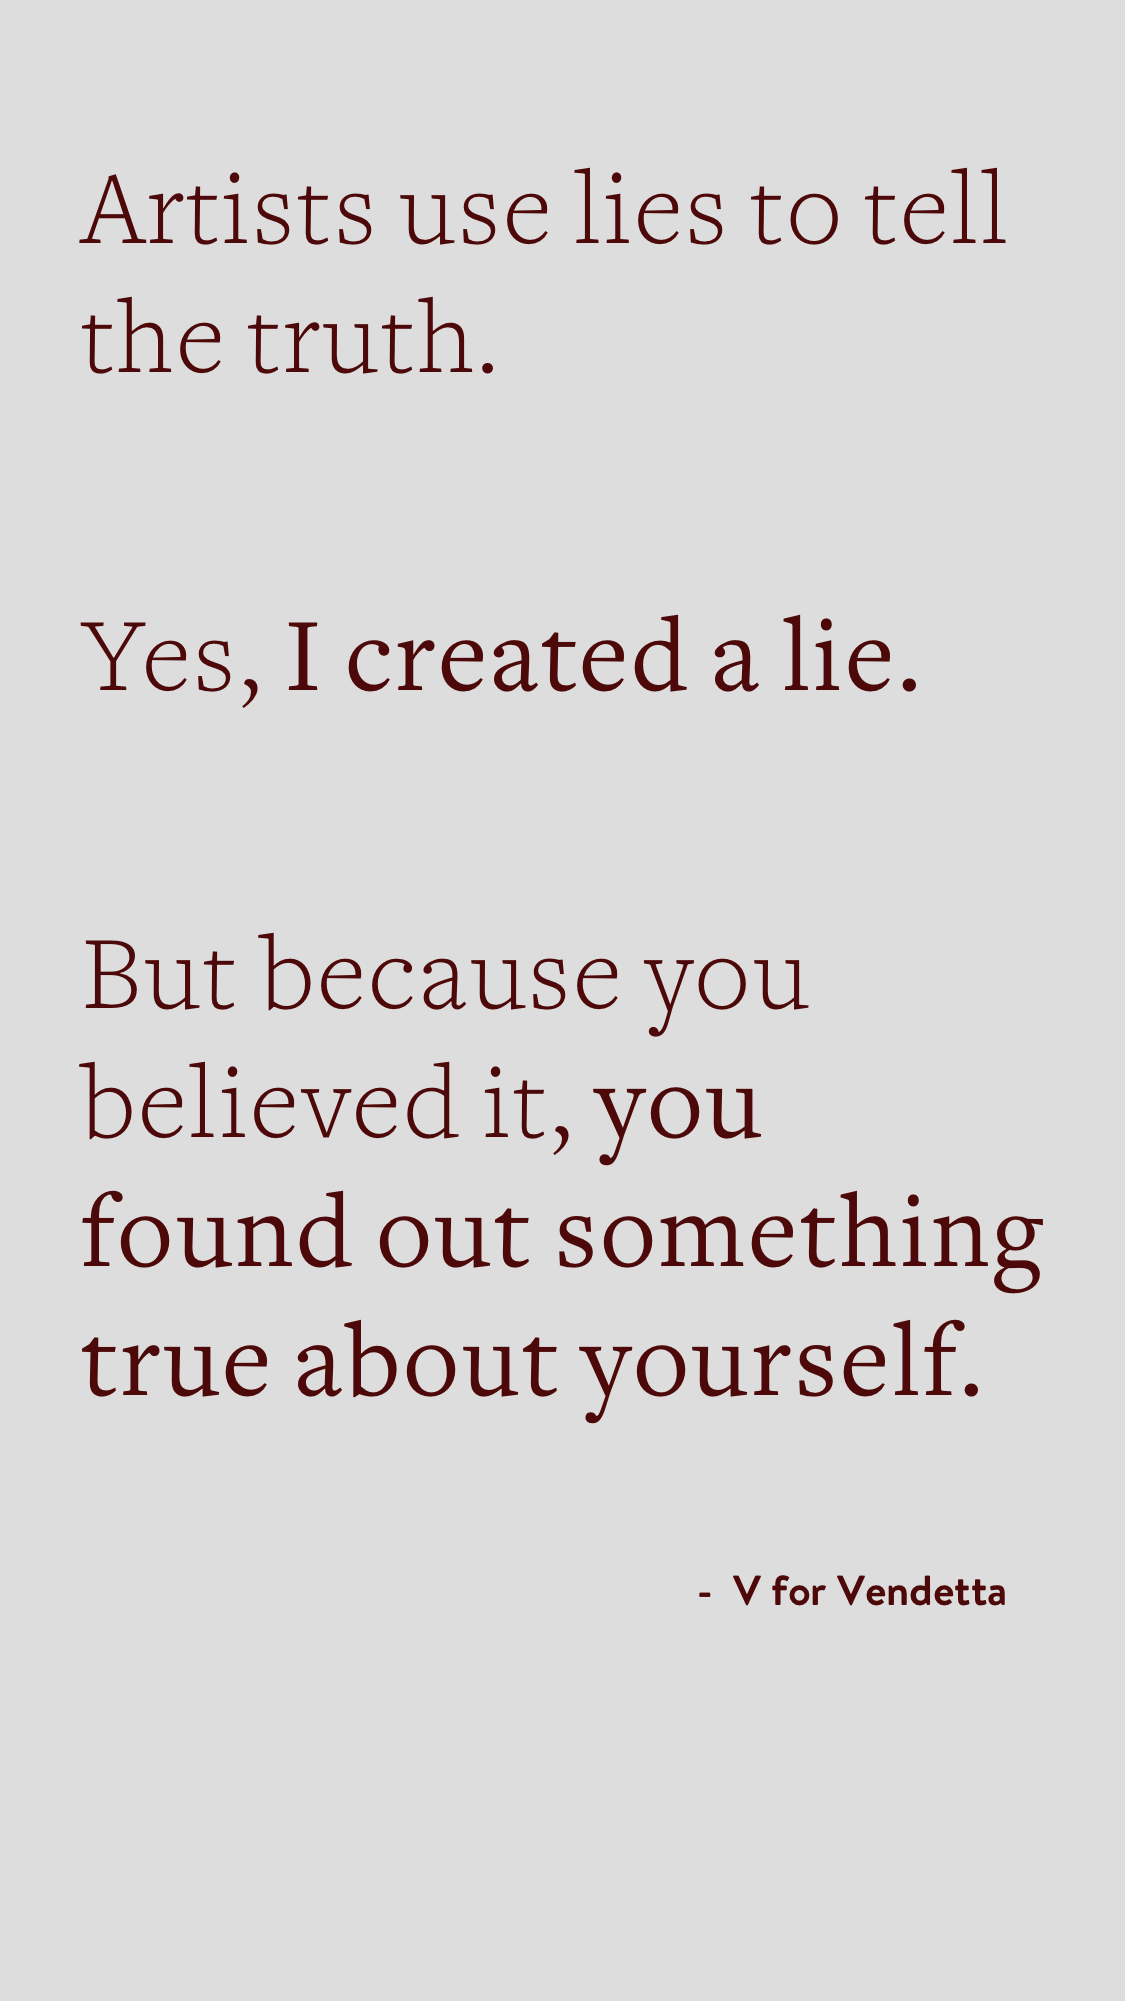 Artists use lies to tell
the truth.
Yes, I created a lie.
But because you
believed it, you
found out something
true about yourself.
- V for Vendetta